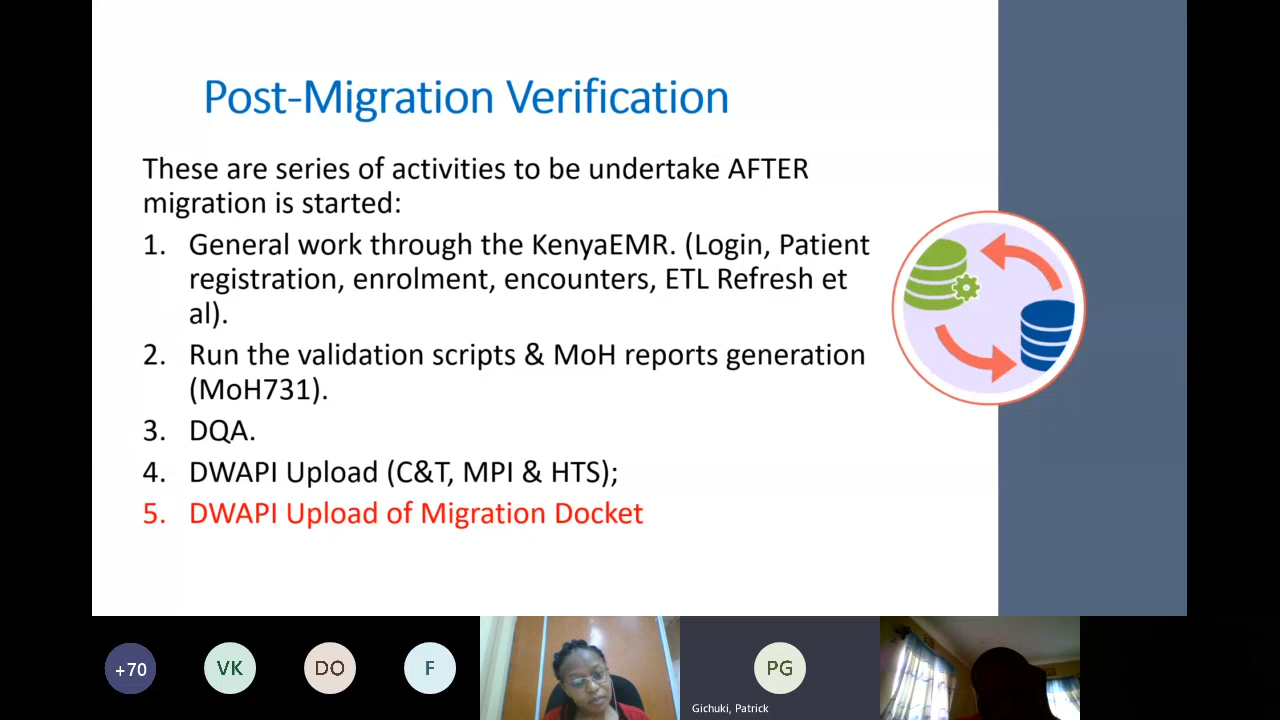 Post-Migration Verification
These are series of activities to be undertake AFTER
migration is started:
1. General work through the KenyaEMR. (Login, Patient
registration, enrolment, encounters, ETL Refresh et
al).
2. Run the validation scripts & MoH reports generation
(MoH731).
3. DQA.
4. DWAPI Upload (C&T, MPI & HTS);
5. DWAPI Upload of Migration Docket
+70
VK
DO
F
PG
Gichuki, Patrick